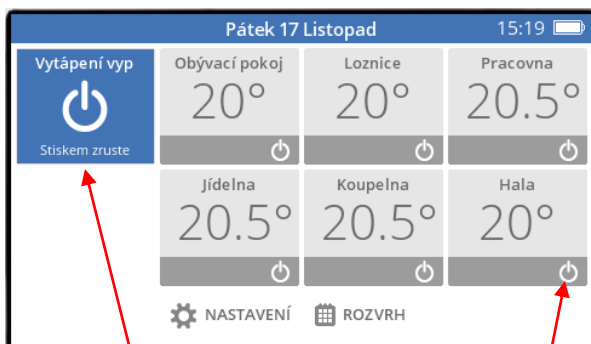 Pátek 17 Listopad 15:19
Vytápení vyp
Stiskem zruste
Obývací pokoj
20°
Loznice
20°
Pracovna
20.5°
Jídelna
20.5°
Koupelna
20.5°
Hala
20°
NASTAVENÍ ROZVRH